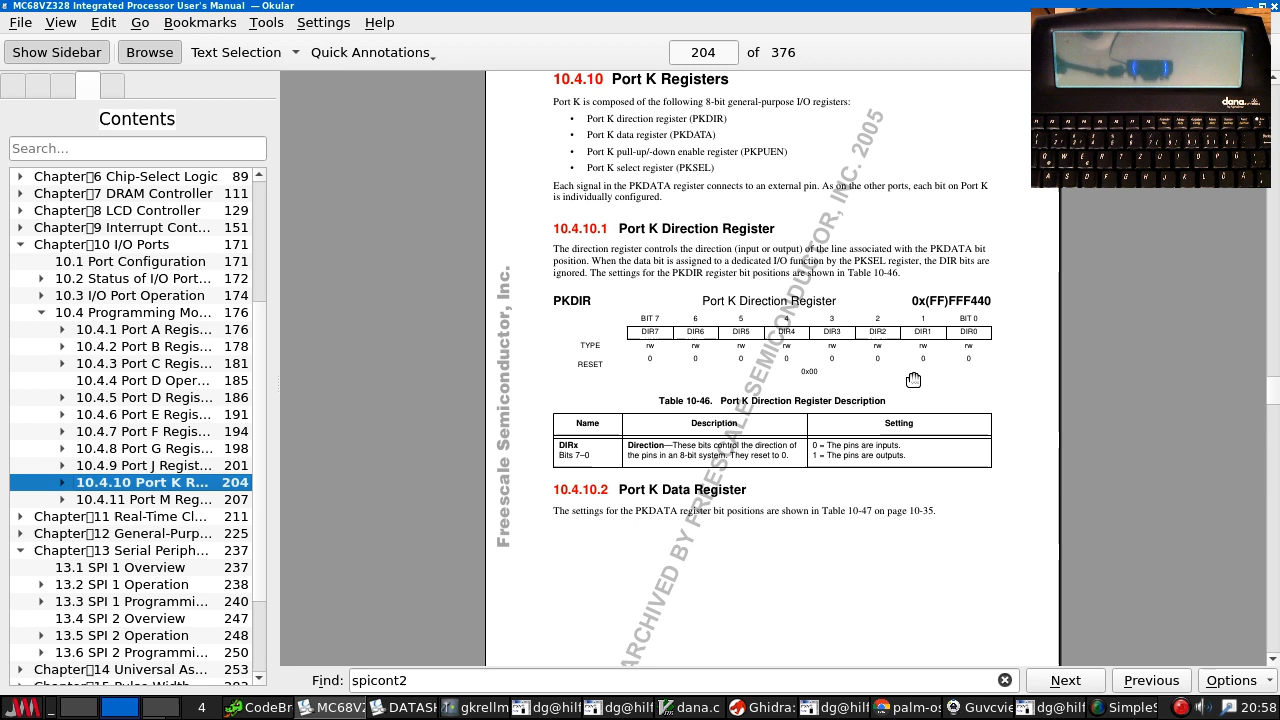 MC68VZ328 Integrated Processor User's Manual — Okular
File View Edit Go Bookmarks Tools Settings Help
Show Sidebar Browse Text Selection Quick Annotations 204 of 376
Contents
Search...
Chapter 6 Chip-Select Logic 89
Chapter 7 DRAM Controller 111
Chapter 8 LCD Controller 129
Chapter 9 Interrupt Cont... 151
Chapter 10 I/O Ports 171
10.1 Port Configuration 171
10.2 Status of I/O Port... 172
10.3 I/O Port Operation 174
10.4 Programming Mo... 176
10.4.1 Port A Regis... 176
10.4.2 Port B Regis... 178
10.4.3 Port C Regis... 181
10.4.4 Port D Oper... 185
10.4.5 Port D Regis... 186
10.4.6 Port E Regis... 191
10.4.7 Port F Regis... 194
10.4.8 Port G Regis... 198
10.4.9 Port J Regist... 201
10.4.10 Port K R... 204
10.4.11 Port M Reg... 207
Chapter 11 Real-Time Cl... 211
Chapter 12 General-Purp... 225
Chapter 13 Serial Periph... 237
13.1 SPI 1 Overview 237
13.2 SPI 1 Operation 238
13.3 SPI 1 Programmi... 240
13.4 SPI 2 Overview 247
13.5 SPI 2 Operation 248
13.6 SPI 2 Programmi... 250
Chapter 14 Universal As... 253
10.4.10 Port K Registers
Port K is composed of the following 8-bit general-purpose I/O registers:
• Port K direction register (PKDIR)
• Port K data register (PKDATA)
• Port K pull-up/-down enable register (PKPUEN)
• Port K select register (PKSEL)
Each signal in the PKDATA register connects to an external pin. As on the other ports, each bit on Port K
is individually configured.
10.4.10.1 Port K Direction Register
The direction register controls the direction (input or output) of the line associated with the PKDATA bit
position. When the data bit is assigned to a dedicated I/O function by the PKSEL register, the DIR bits are
ignored. The settings for the PKDIR register bit positions are shown in Table 10-46.
PKDIR Port K Direction Register 0x(FF)FFF440
BIT 7 6 5 4 3 2 1 BIT 0
DIR7 DIR6 DIR5 DIR4 DIR3 DIR2 DIR1 DIR0
TYPE rw rw rw rw rw rw rw rw
0 0 0 0 0 0 0 0
RESET
0x00
Table 10-46. Port K Direction Register Description
Name Description Setting
DIRx Direction—These bits control the direction of 0 = The pins are inputs.
Bits 7–0 the pins in an 8-bit system. They reset to 0. 1 = The pins are outputs.
10.4.10.2 Port K Data Register
The settings for the PKDATA register bit positions are shown in Table 10-47 on page 10-35.
Freescale Semiconductor, Inc.
ARCHIVED BY FREESCALE SEMICONDUCTOR, INC. 2005
dana
Find: spicont2 Next Previous Options
4 CodeBr MC68VZ DATASH gkrellm dg@hilf dg@hilf dana.c Ghidra: dg@hilf palm-os Guvcvie dg@hilf SimpleS 20:58